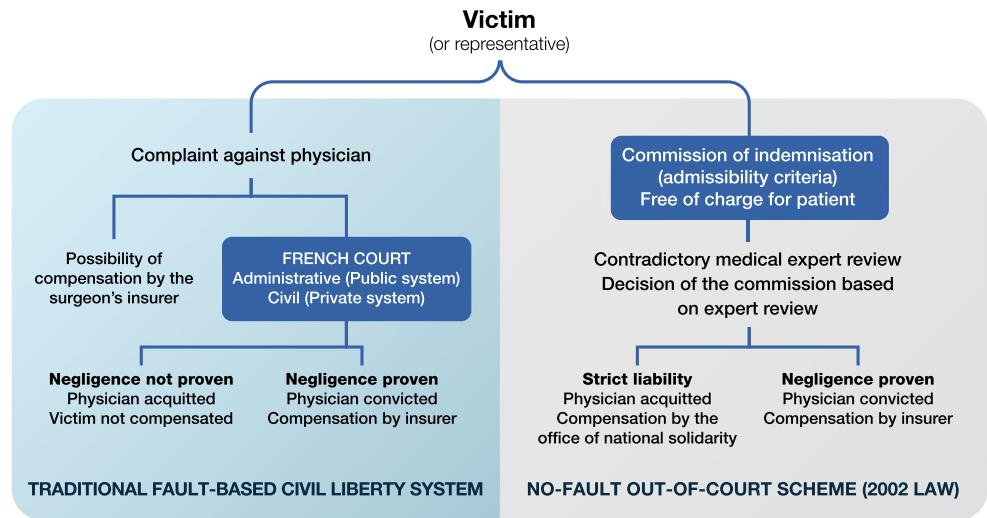 Victim
(or representative)
Complaint against physician
Possibility of
compensation by the
surgeon's insurer
FRENCH COURT
Administrative (Public system)
Civil (Private system)
Negligence not proven
Physician acquitted
Victim not compensated
Negligence proven
Physician convicted
Compensation by insurer
TRADITIONAL FAULT-BASED CIVIL LIBERTY SYSTEM
Commission of indemnisation
(admissibility criteria)
Free of charge for patient
Contradictory medical expert review
Decision of the commission based
on expert review
Strict liability
Physician acquitted
Compensation by the
office of national solidarity
Negligence proven
Physician convicted
Compensation by insurer
NO-FAULT OUT-OF-COURT SCHEME (2002 LAW)